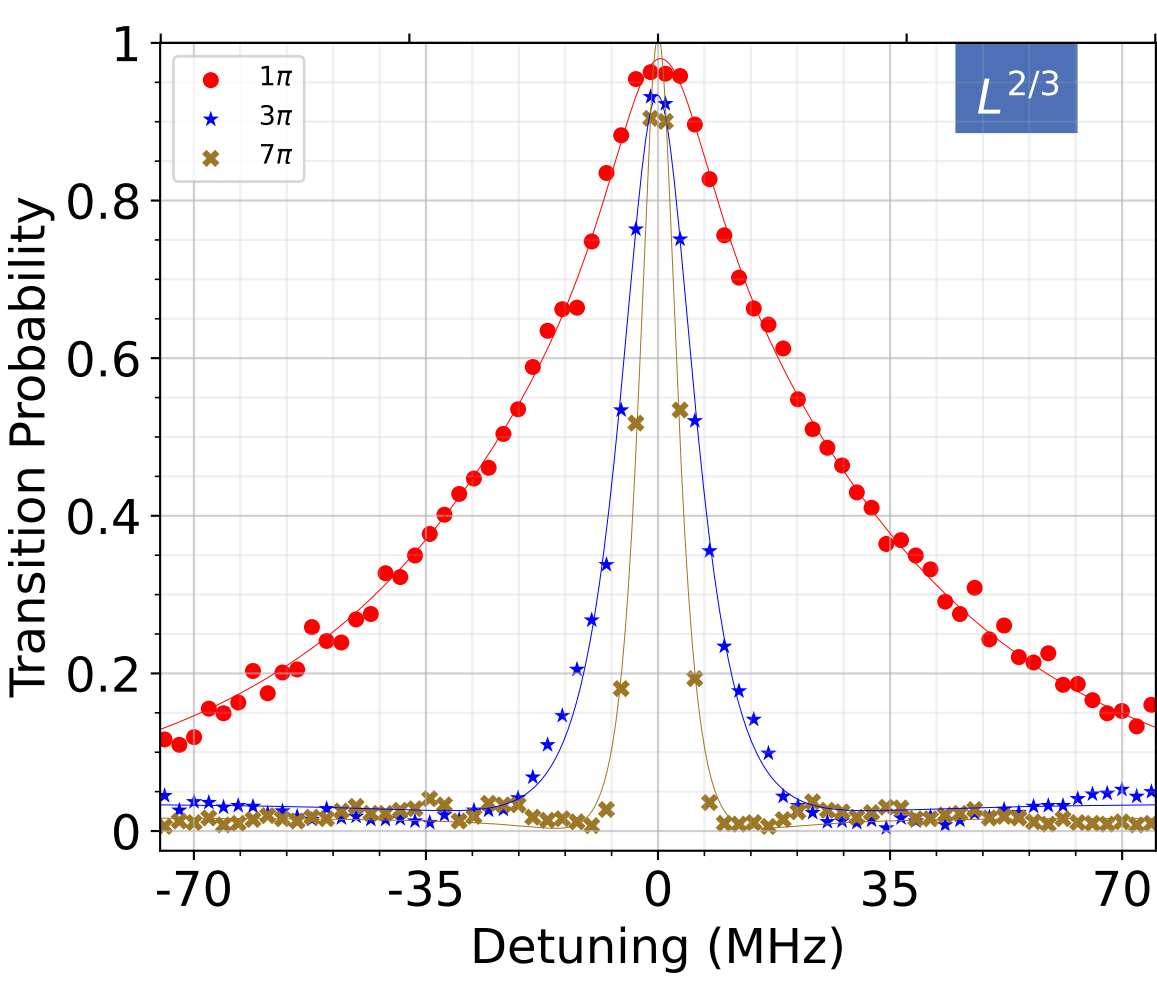 1π
3π
7π
L^2/3
Transition Probability
1
0.8
0.6
0.4
0.2
0
-70 -35 0 35 70
Detuning (MHz)